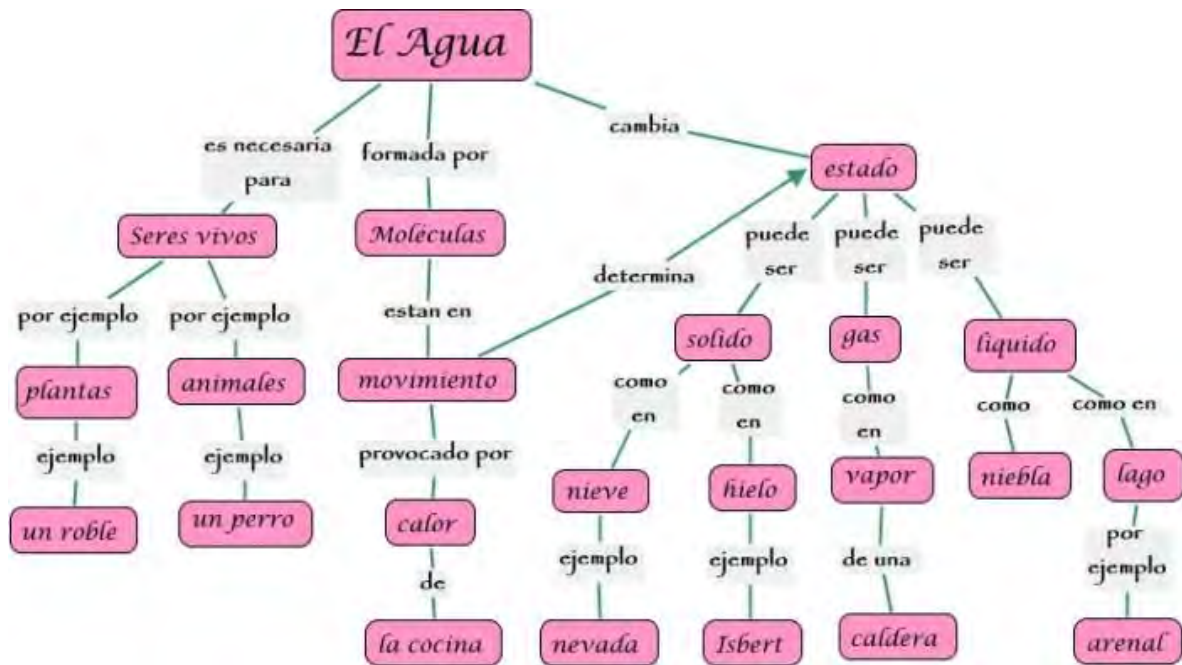 El Agua
cambia
es necesaria
para
formada por
estado
Seres vivos
Moléculas
puede
ser
puede
ser
puede
ser
determina
por ejemplo
por ejemplo
estan en
solido
gas
liquido
plantas
animales
movimiento
como
en
como
en
como
en
como
como en
ejemplo
ejemplo
provocado por
nieve
hielo
vapor
niebla
lago
un roble
un perro
calor
ejemplo
ejemplo
de una
por
ejemplo
de
la cocina
nevada
Isbert
caldera
arenal